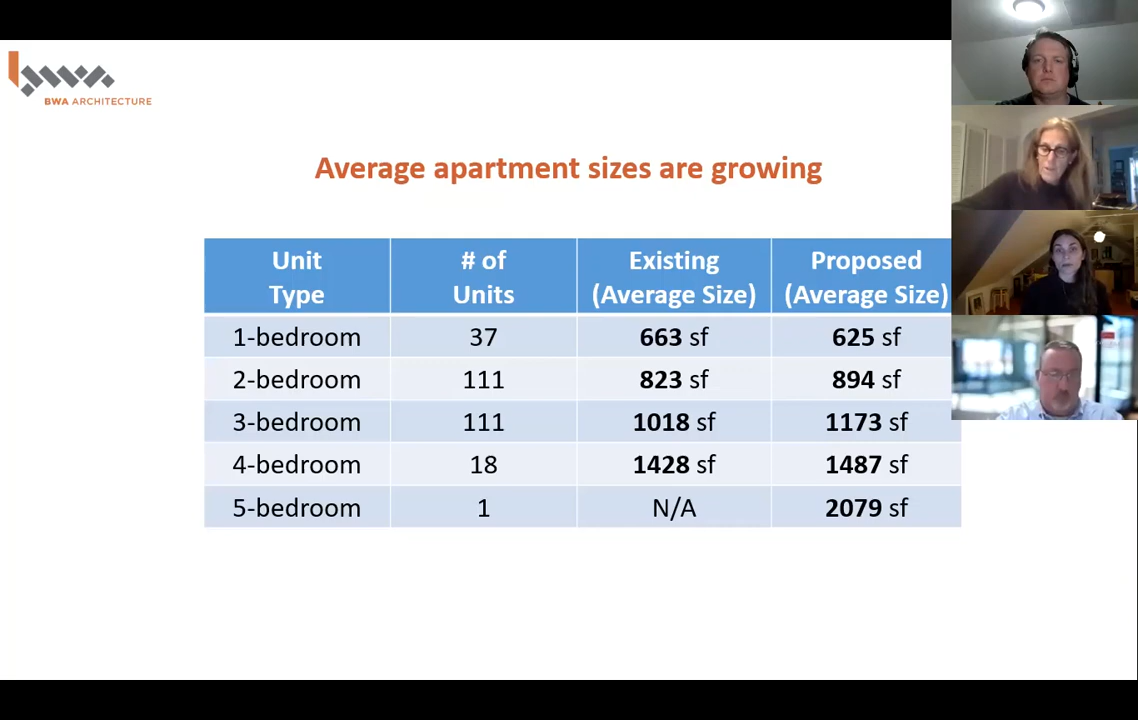 bwa
BWA ARCHITECTURE
Average apartment sizes are growing
Unit Type # of Units Existing (Average Size) Proposed (Average Size)
1-bedroom 37 663 sf 625 sf
2-bedroom 111 823 sf 894 sf
3-bedroom 111 1018 sf 1173 sf
4-bedroom 18 1428 sf 1487 sf
5-bedroom 1 N/A 2079 sf